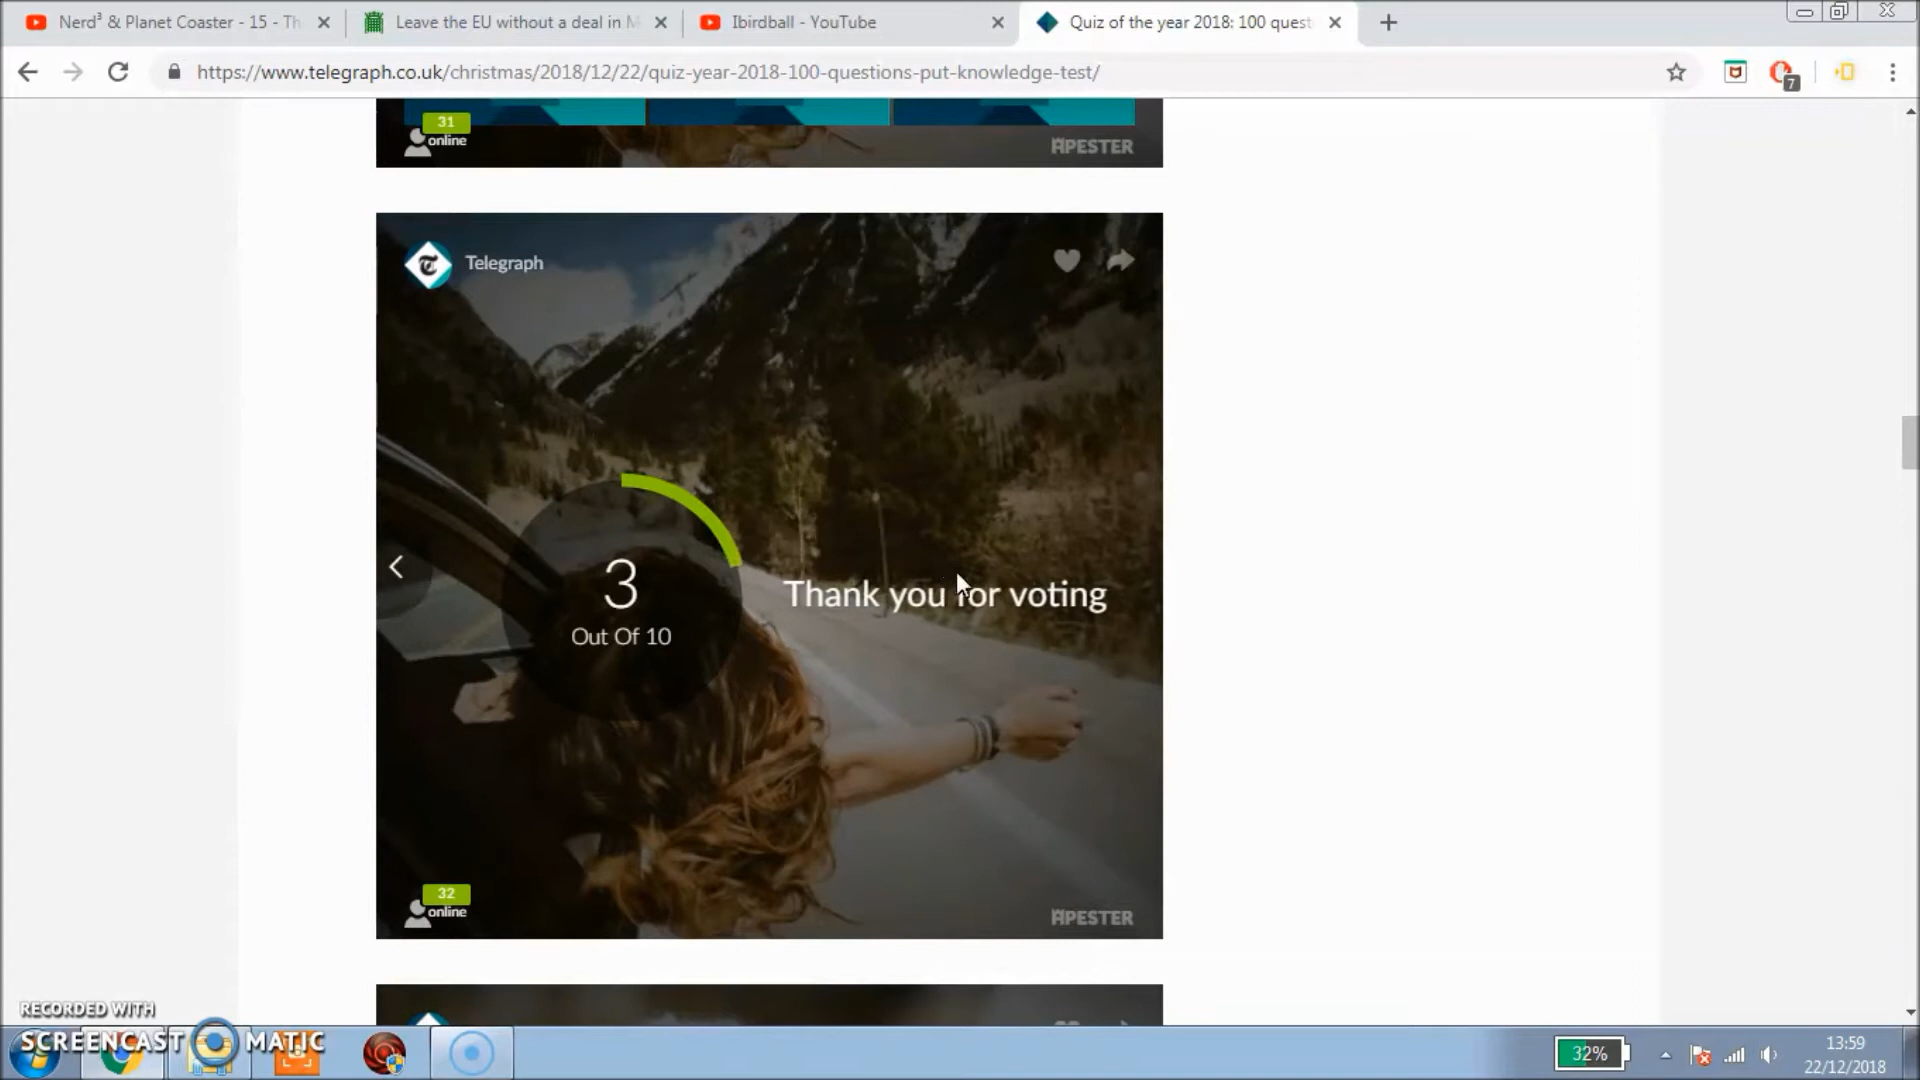 Nerd³ & Planet Coaster - 15 - Th
Leave the EU without a deal in M
Ibirdball - YouTube
Quiz of the year 2018: 100 quest
https://www.telegraph.co.uk/christmas/2018/12/22/quiz-year-2018-100-questions-put-knowledge-test/
7
31
online
APESTER
Telegraph
3
Out Of 10
Thank you for voting
32
online
APESTER
RECORDED WITH
SCREENCAST MATIC
32%
13:59
22/12/2018